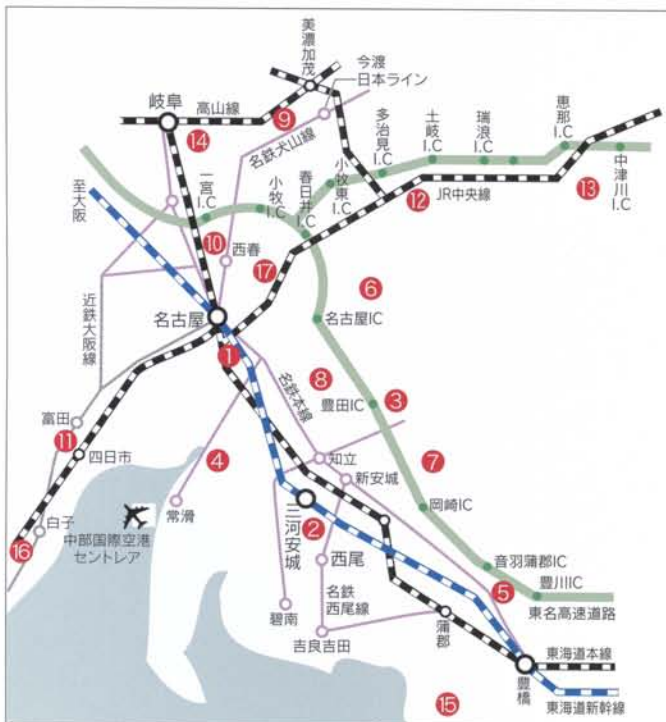 美濃加茂
今渡
日本ライン
岐阜
高山線
⑨
⑭
名鉄犬山線
多治見I.C
土岐I.C
瑞浪I.C
恵那I.C
中津川I.C
一宮I.C
小牧I.C
春日井I.C
小牧東I.C
至大阪
⑫
JR中央線
⑬
⑩
西春
⑰
⑥
近鉄大阪線
名古屋
名古屋IC
①
⑧
名鉄本線
豊田IC
③
富田
⑪
四日市
④
知立
新安城
⑦
岡崎IC
白子
中部国際空港
セントレア
常滑
三河安城
②
⑯
西尾
音羽蒲郡IC
豊川IC
⑤
東名高速道路
碧南
名鉄
西尾線
吉良吉田
蒲郡
豊橋
東海道本線
東海道新幹線
⑮